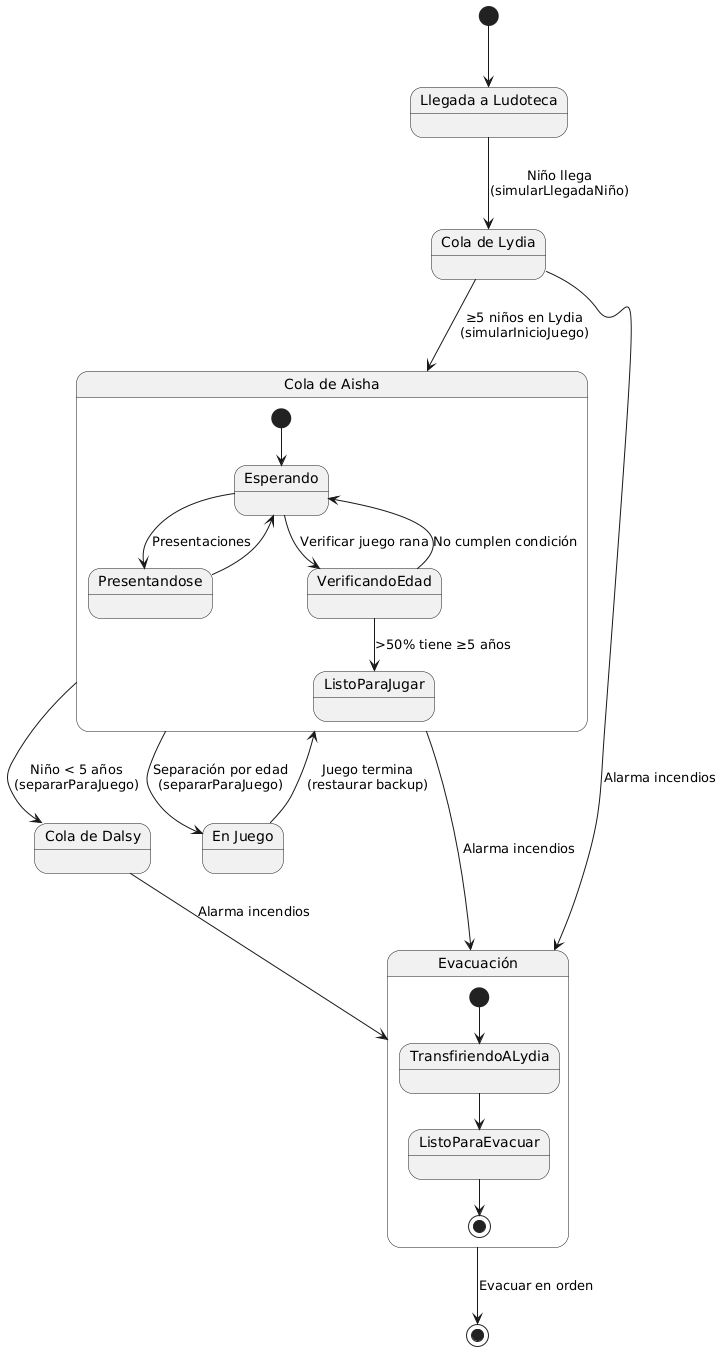 Llegada a Ludoteca
Niño llega
(simularLlegadaNiño)
Cola de Lydia
≥5 niños en Lydia
(simularInicioJuego)
Cola de Aisha
Esperando
Presentaciones
Verificar juego rana
No cumplen condición
Presentandose
VerificandoEdad
>50% tiene ≥5 años
ListoParaJugar
Niño < 5 años
(separarParaJuego)
Separación por edad
(separarParaJuego)
Juego termina
(restaurar backup)
Alarma incendios
Cola de Dalsy
En Juego
Alarma incendios
Alarma incendios
Evacuación
TransfiriendoALydia
ListoParaEvacuar
Evacuar en orden